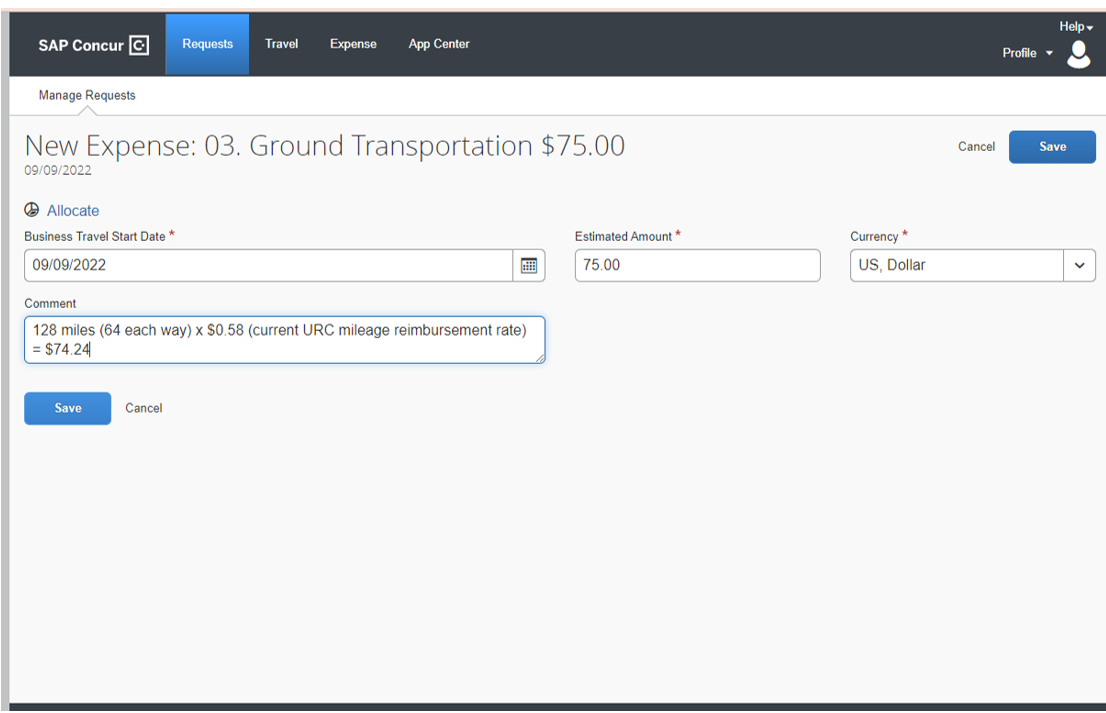 SAP Concur C.
Requests
Travel
Expense
App Center
Help
Profile
Manage Requests
New Expense: 03. Ground Transportation $75.00
Cancel
Save
09/09/2022
Allocate
Business Travel Start Date *
Estimated Amount *
Currency *
09/09/2022
75.00
US, Dollar
Comment
128 miles (64 each way) x $0.58 (current URC mileage reimbursement rate)
= $74.24
Save
Cancel